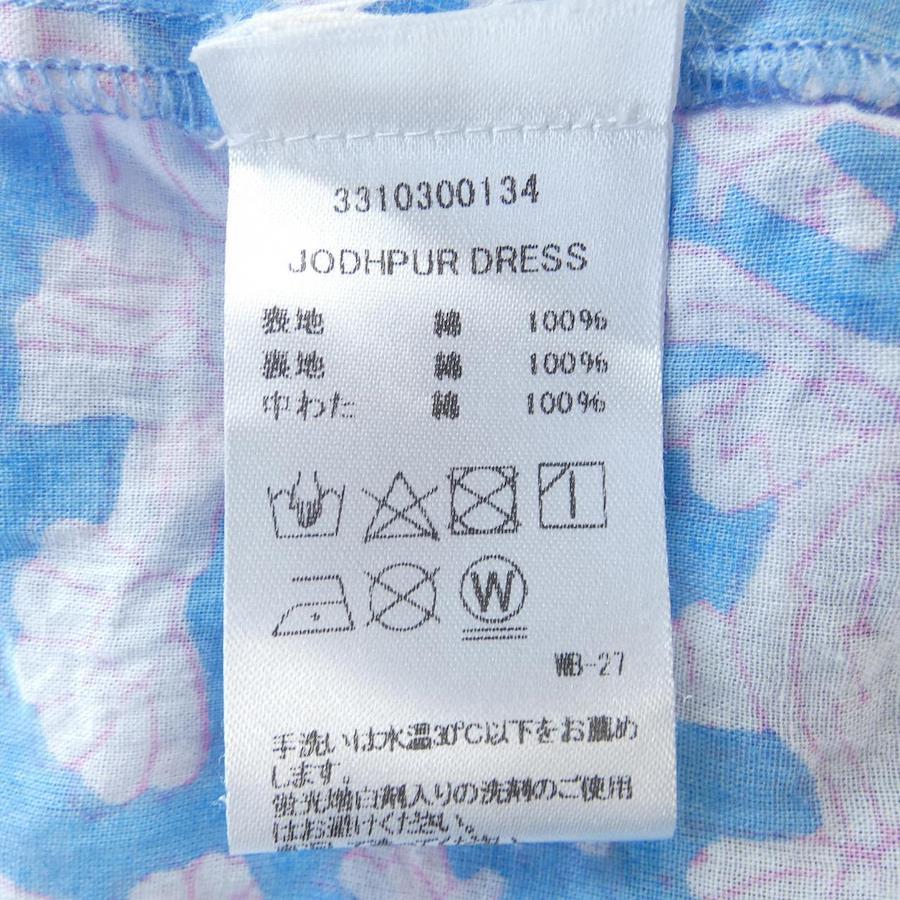 3310300134
JODHPUR DRESS
表地 綿 100%
裏地 綿 100%
中わた 綿 100%
W
WB-27
手洗いは水温30℃以下をお薦め
します。
蛍光増白剤入りの洗剤のご使用
はお避けください。